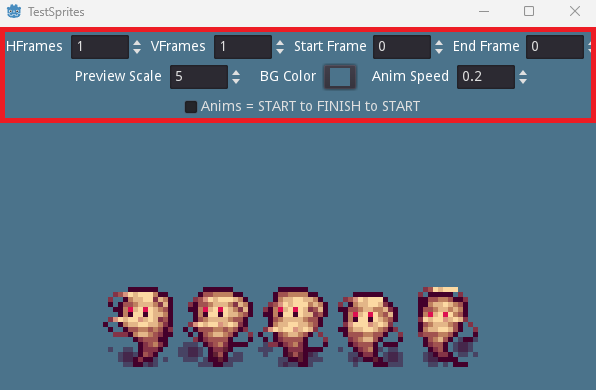 TestSprites
HFrames 1 VFrames 1 Start Frame 0 End Frame 0
Preview Scale 5 BG Color Anim Speed 0.2
Anims = START to FINISH to START